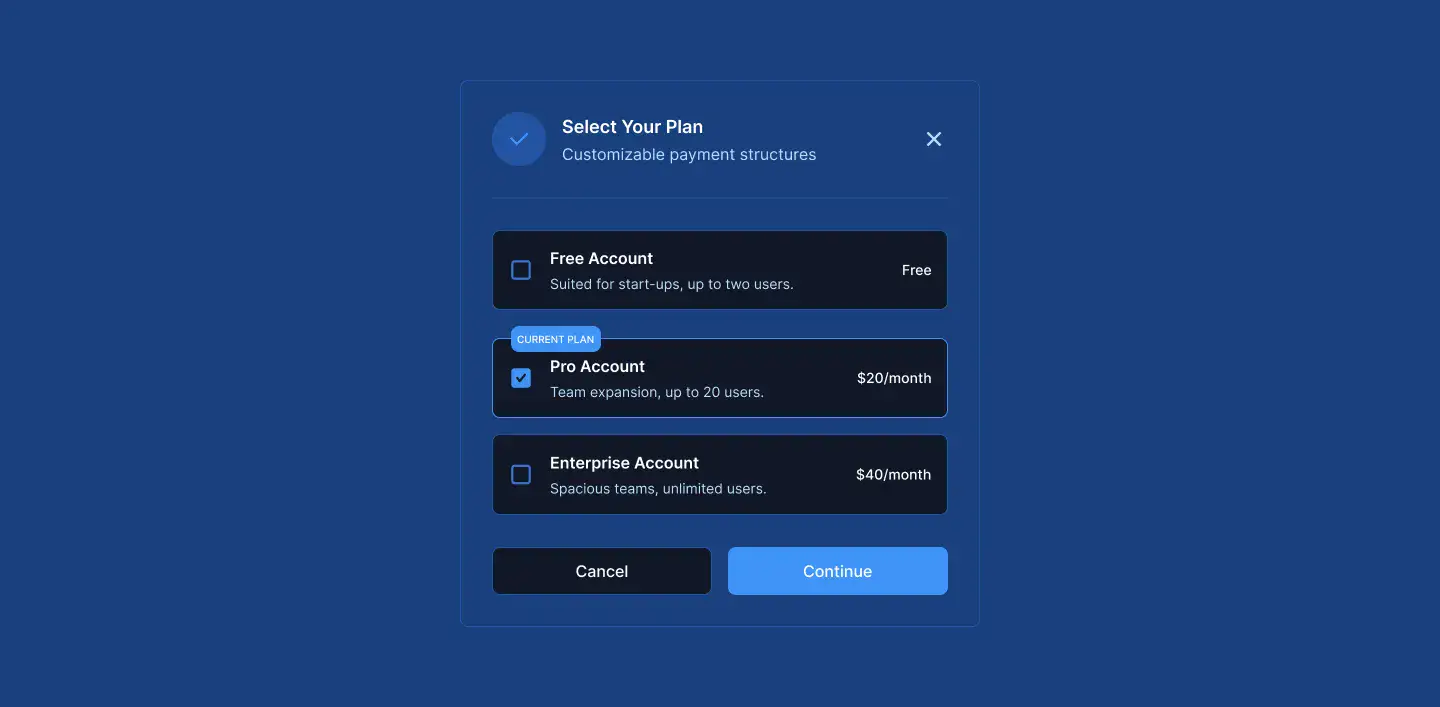 Select Your Plan
Customizable payment structures
Free Account
Suited for start-ups, up to two users.
Free
CURRENT PLAN
Pro Account
Team expansion, up to 20 users.
$20/month
Enterprise Account
Spacious teams, unlimited users.
$40/month
Cancel
Continue